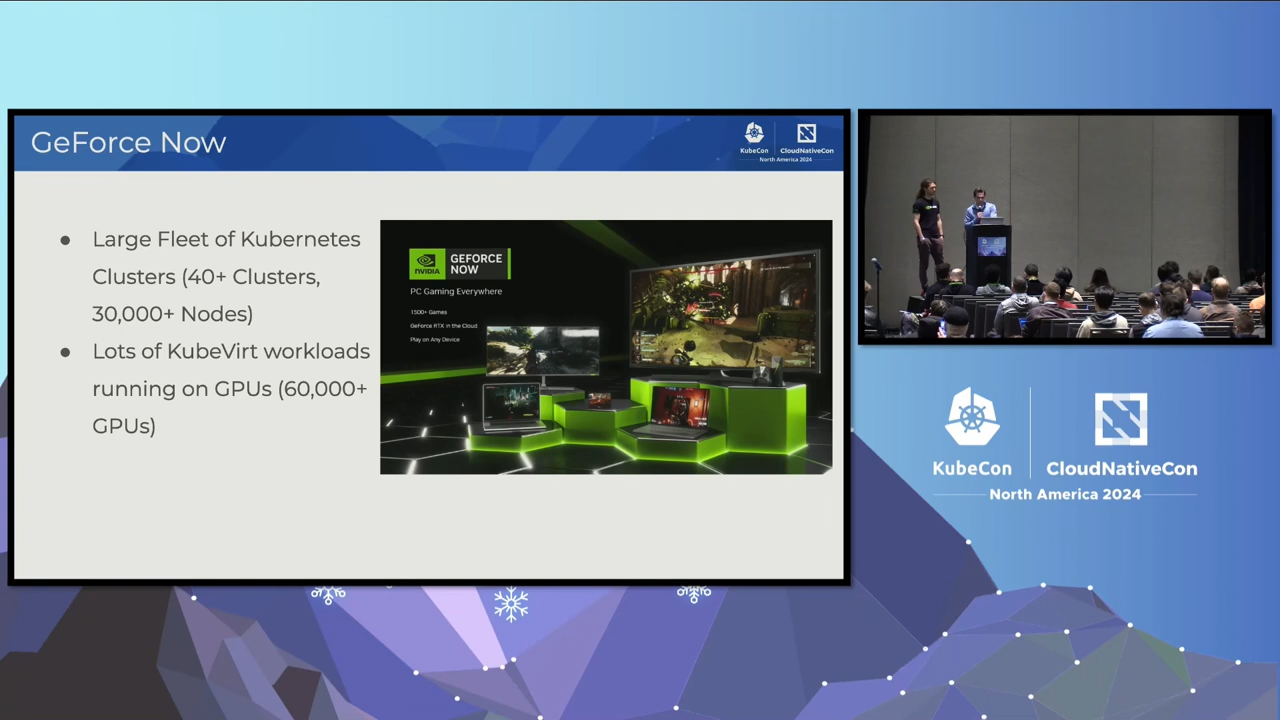 GeForce Now
KubeCon
CloudNativeCon
North America 2024
● Large Fleet of Kubernetes
Clusters (40+ Clusters,
30,000+ Nodes)
● Lots of KubeVirt workloads
running on GPUs (60,000+
GPUs)
NVIDIA
GEFORCE
NOW
PC Gaming Everywhere
1500+ Games
GeForce RTX in the Cloud
Play on Any Device
KubeCon
CloudNativeCon
North America 2024